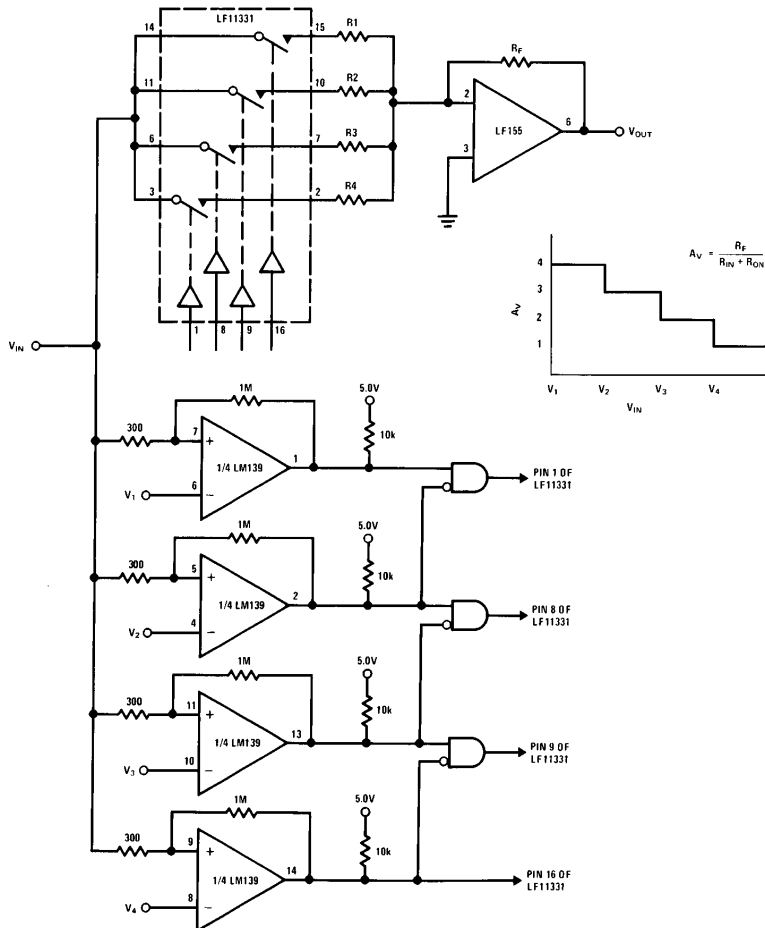 LF11331
14
15
R1
11
10
R2
6
7
R3
3
2
R4
RF
2
LF155
6
VOUT
3
1
8
9
16
VIN
AV = RF / RIN + RON
4
3
2
1
AV
V1
V2
V3
V4
VIN
1M
5.0V
300
10k
7
+
1/4 LM139
1
V1
6
−
PIN 1 OF
LF11331
1M
5.0V
300
10k
5
+
1/4 LM139
2
V2
4
−
PIN 8 OF
LF11331
1M
5.0V
300
10k
11
+
1/4 LM139
13
V3
10
−
PIN 9 OF
LF11331
1M
5.0V
300
10k
9
+
1/4 LM139
14
V4
8
−
PIN 16 OF
LF11331